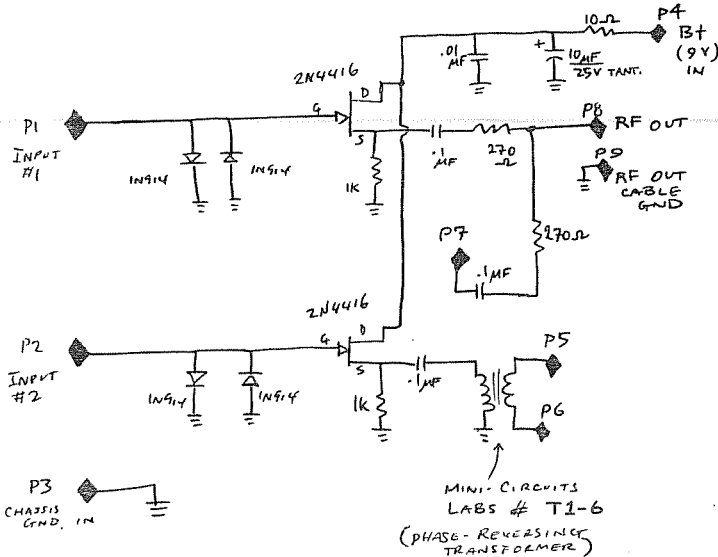 P4
10Ω
B+
(9V)
IN
.01
µF
+
10µF
25V TANT.
2N4416
D
G
S
P1
INPUT
#1
1N914
1N914
1K
.1
µF
270
Ω
P8
RF OUT
P9
RF OUT
CABLE
GND
P7
.1µF
270Ω
2N4416
D
G
S
P2
INPUT
#2
1N914
1N914
1K
.1µF
P5
P6
P3
CHASSIS
GND. IN
MINI-CIRCUITS
LABS # T1-6
(PHASE-REVERSING
TRANSFORMER)